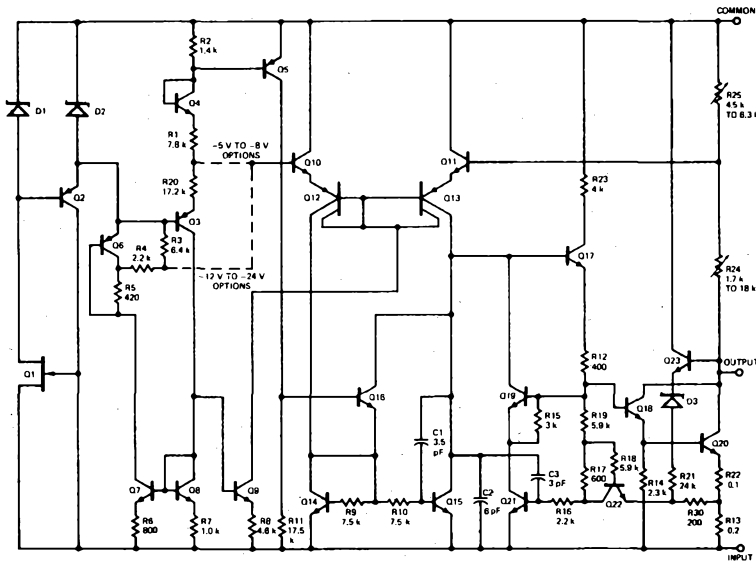 COMMON
R2
1.4 k
Q5
Q4
D1
D2
R25
4.5 k
TO 6.3 k
R1
7.8 k
-5 V TO -8 V
OPTIONS
Q10
Q11
R20
17.2 k
R23
4 k
Q2
Q12
Q13
Q3
Q6
R4
2.2 k
R3
6.4 k
Q17
R24
1.7 k
TO 18 k
-12 V TO -24 V
OPTIONS
R5
420
Q1
R12
400
Q23
OUTPUT
Q16
Q19
D3
C1
3.5
pF
R15
3 k
R19
5.9 k
Q18
Q20
R18
5.9k
Q7
Q8
Q9
C3
3 pF
R17
600
R14
2.3 k
R21
24 k
R22
0.1
Q14
R9
7.5 k
R10
7.5 k
Q15
C2
6 pF
Q21
R16
2.2 k
Q22
R30
200
R6
800
R7
1.0 k
R8
4.6 k
R11
17.5
k
R13
0.2
INPUT